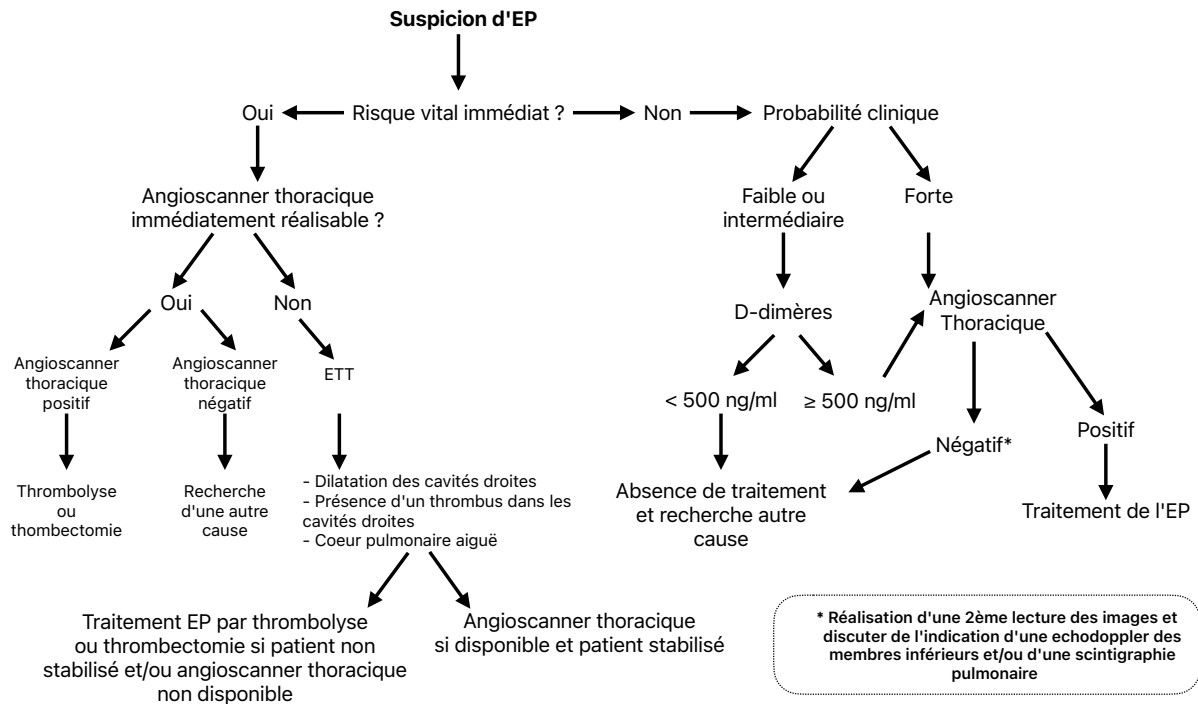 Suspicion d'EP
Oui
Risque vital immédiat ?
Non
Probabilité clinique
Angioscanner thoracique
immédiatement réalisable ?
Faible ou
intermédiaire
Forte
Oui
Non
D-dimères
Angioscanner
Thoracique
Angioscanner
thoracique
positif
Angioscanner
thoracique
négatif
ETT
< 500 ng/ml
≥ 500 ng/ml
Négatif*
Positif
Thrombolyse
ou
thombectomie
Recherche
d'une autre
cause
- Dilatation des cavités droites
- Présence d'un thrombus dans les
cavités droites
- Coeur pulmonaire aiguë
Absence de traitement
et recherche autre
cause
Traitement de l'EP
Traitement EP par thrombolyse
ou thrombectomie si patient non
stabilisé et/ou angioscanner thoracique
non disponible
Angioscanner thoracique
si disponible et patient stabilisé
* Réalisation d'une 2ème lecture des images et
discuter de l'indication d'une echodoppler des
membres inférieurs et/ou d'une scintigraphie
pulmonaire